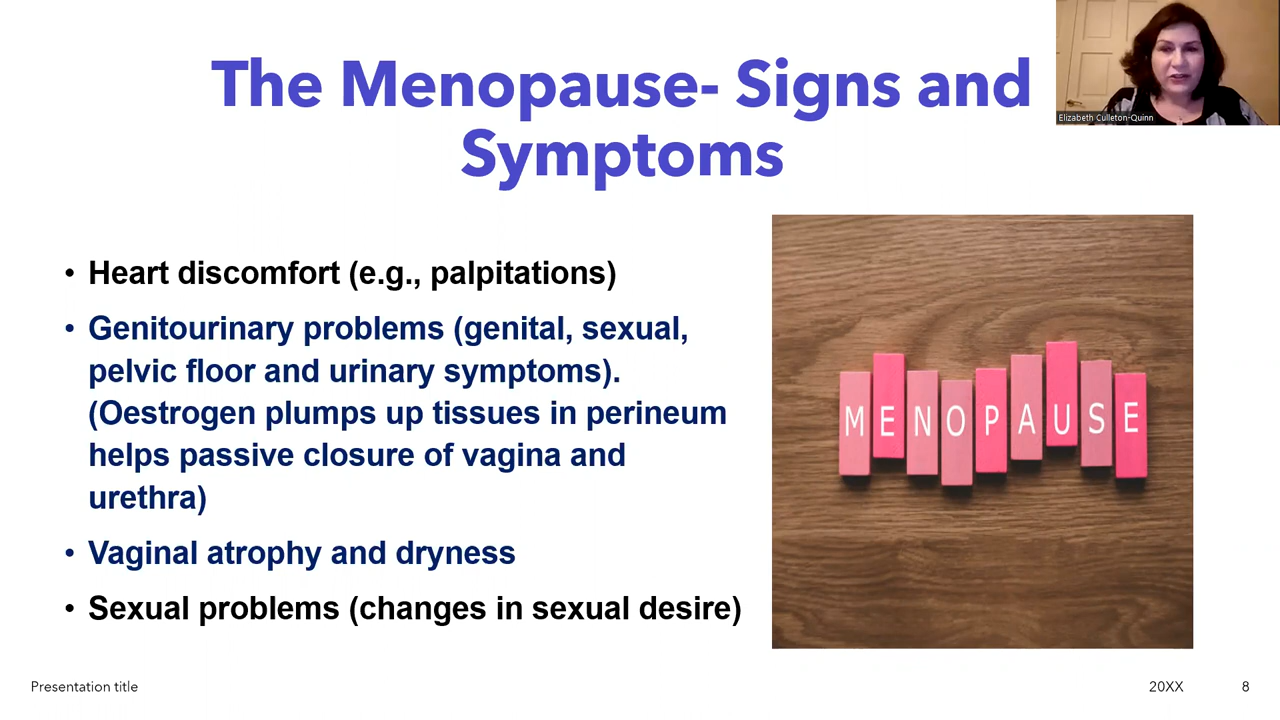 The Menopause- Signs and
Symptoms
Elizabeth Culleton-Quinn
• Heart discomfort (e.g., palpitations)
• Genitourinary problems (genital, sexual,
pelvic floor and urinary symptoms).
(Oestrogen plumps up tissues in perineum
helps passive closure of vagina and
urethra)
• Vaginal atrophy and dryness
• Sexual problems (changes in sexual desire)
MENOPAUSE
Presentation title
20XX
8